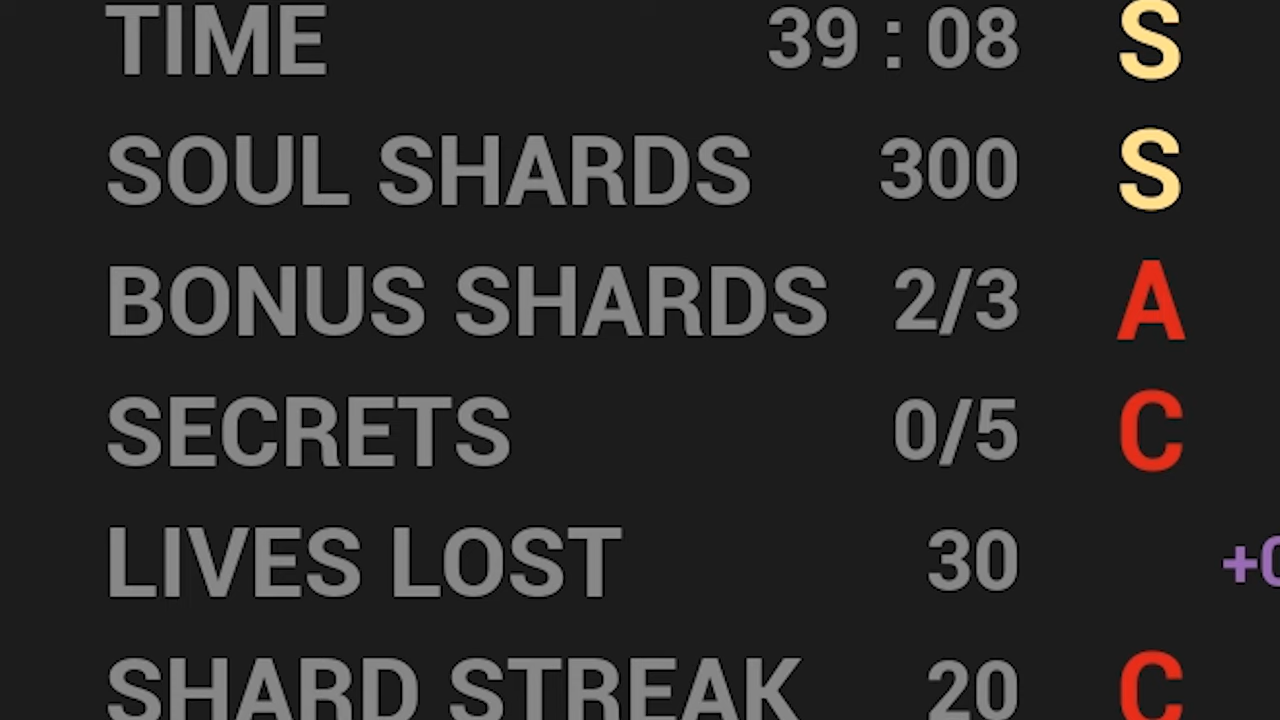 TIME 39 : 08 S
SOUL SHARDS 300 S
BONUS SHARDS 2/3 A
SECRETS 0/5 C
LIVES LOST 30
SHARD STREAK 20 C